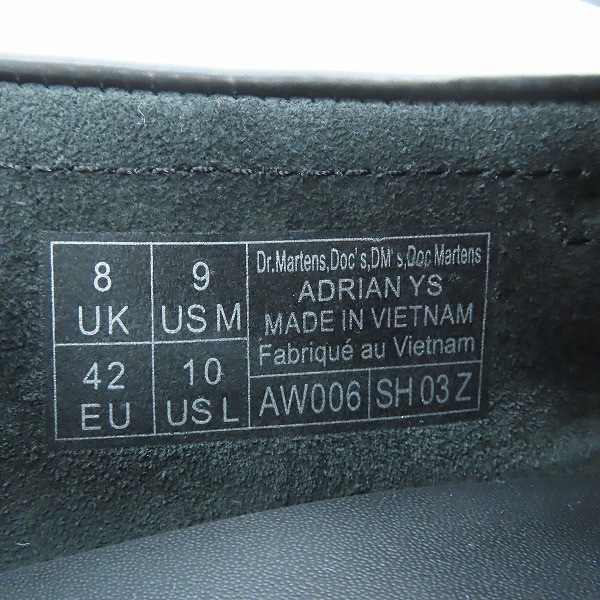 8
UK
9
US M
42
EU
10
US L
Dr.Martens,Doc's,DM's,Doc Martens
ADRIAN YS
MADE IN VIETNAM
Fabriqué au Vietnam
AW006
SH 03 Z